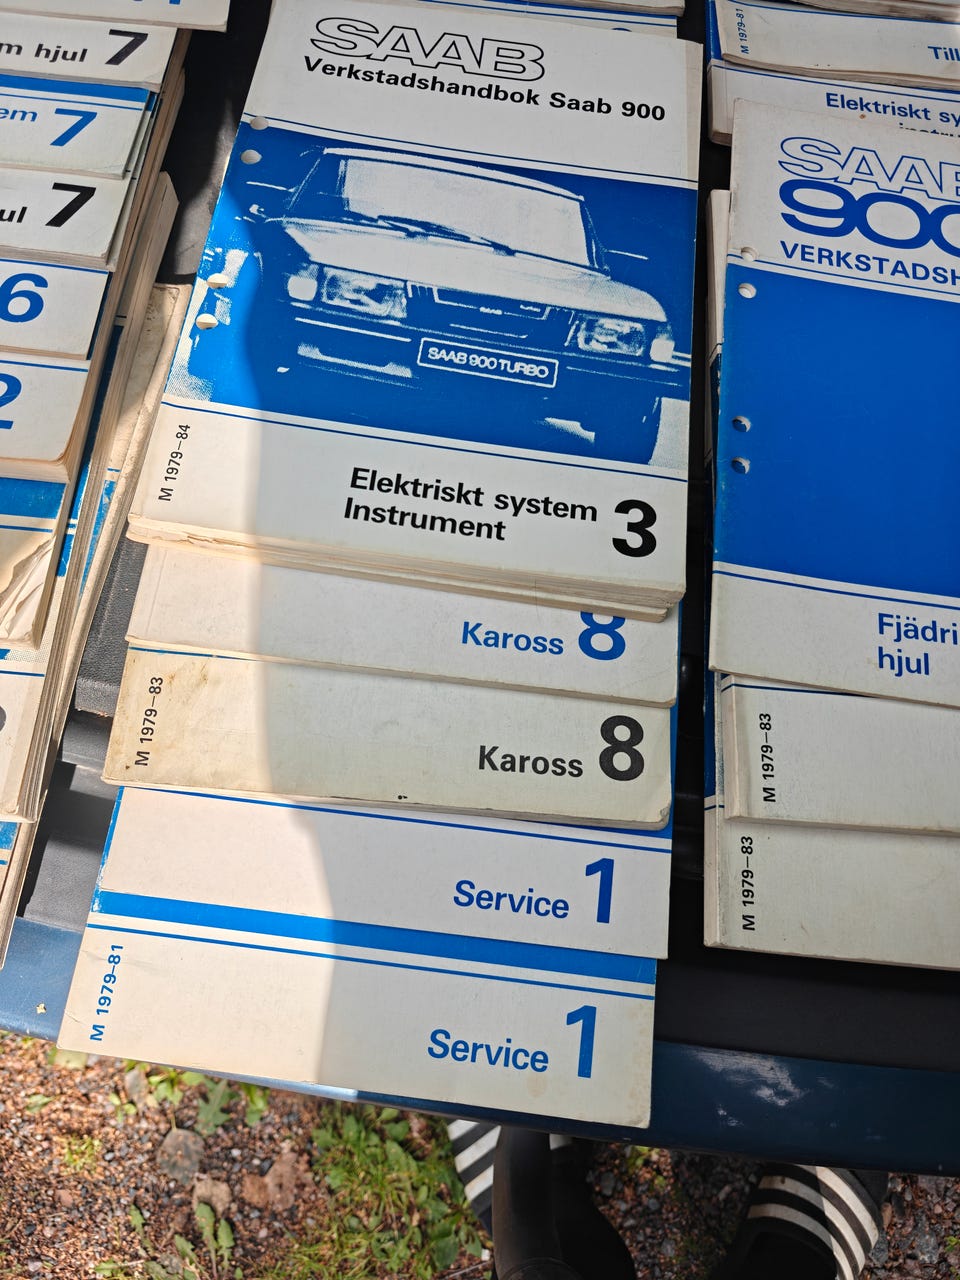 m hjul 7
em 7
ul 7
6
2
SAAB
Verkstadshandbok Saab 900
SAAB 900 TURBO
M 1979-84
Elektriskt system
Instrument 3
Kaross 8
M 1979-83
Kaross 8
Service 1
M 1979-81
Service 1
M 1979-81
Till
Elektriskt sy
SAAB
900
VERKSTADSH
Fjädri
hjul
M 1979-83
M 1979-83